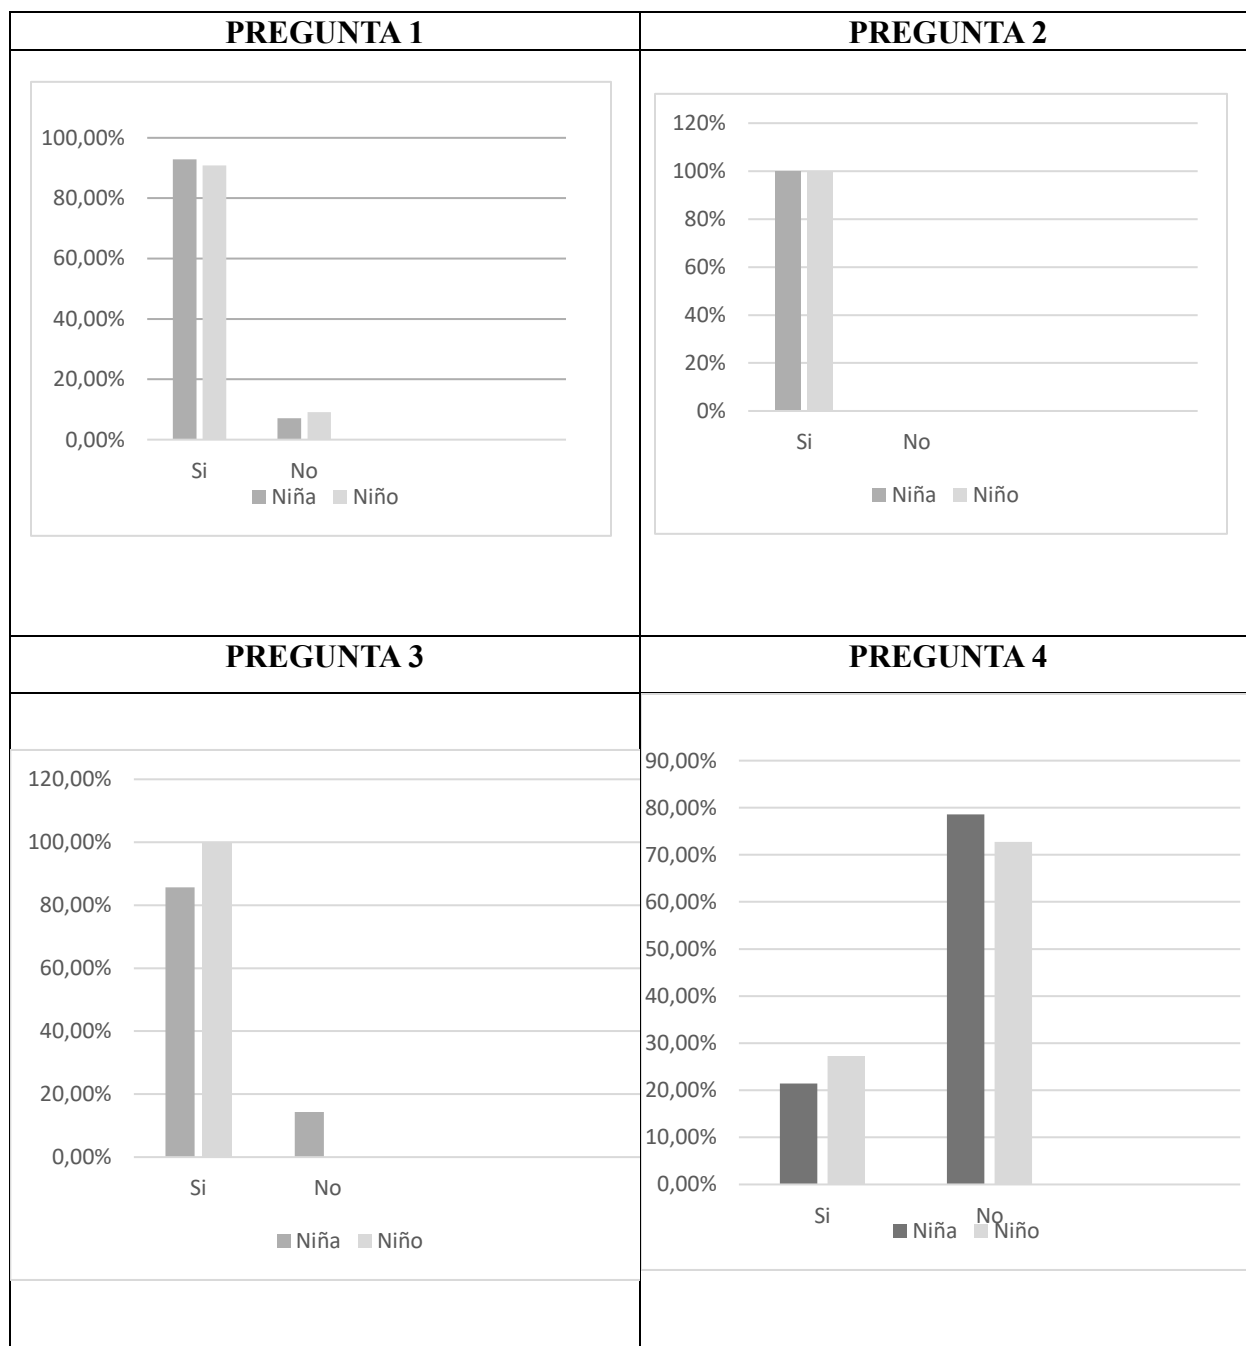 PREGUNTA 1
PREGUNTA 2
100,00%
80,00%
60,00%
40,00%
20,00%
0,00%
Si No
Niña Niño
120%
100%
80%
60%
40%
20%
0%
Si No
Niña Niño
PREGUNTA 3
PREGUNTA 4
120,00%
100,00%
80,00%
60,00%
40,00%
20,00%
0,00%
Si No
Niña Niño
90,00%
80,00%
70,00%
60,00%
50,00%
40,00%
30,00%
20,00%
10,00%
0,00%
Si No
Niña Niño